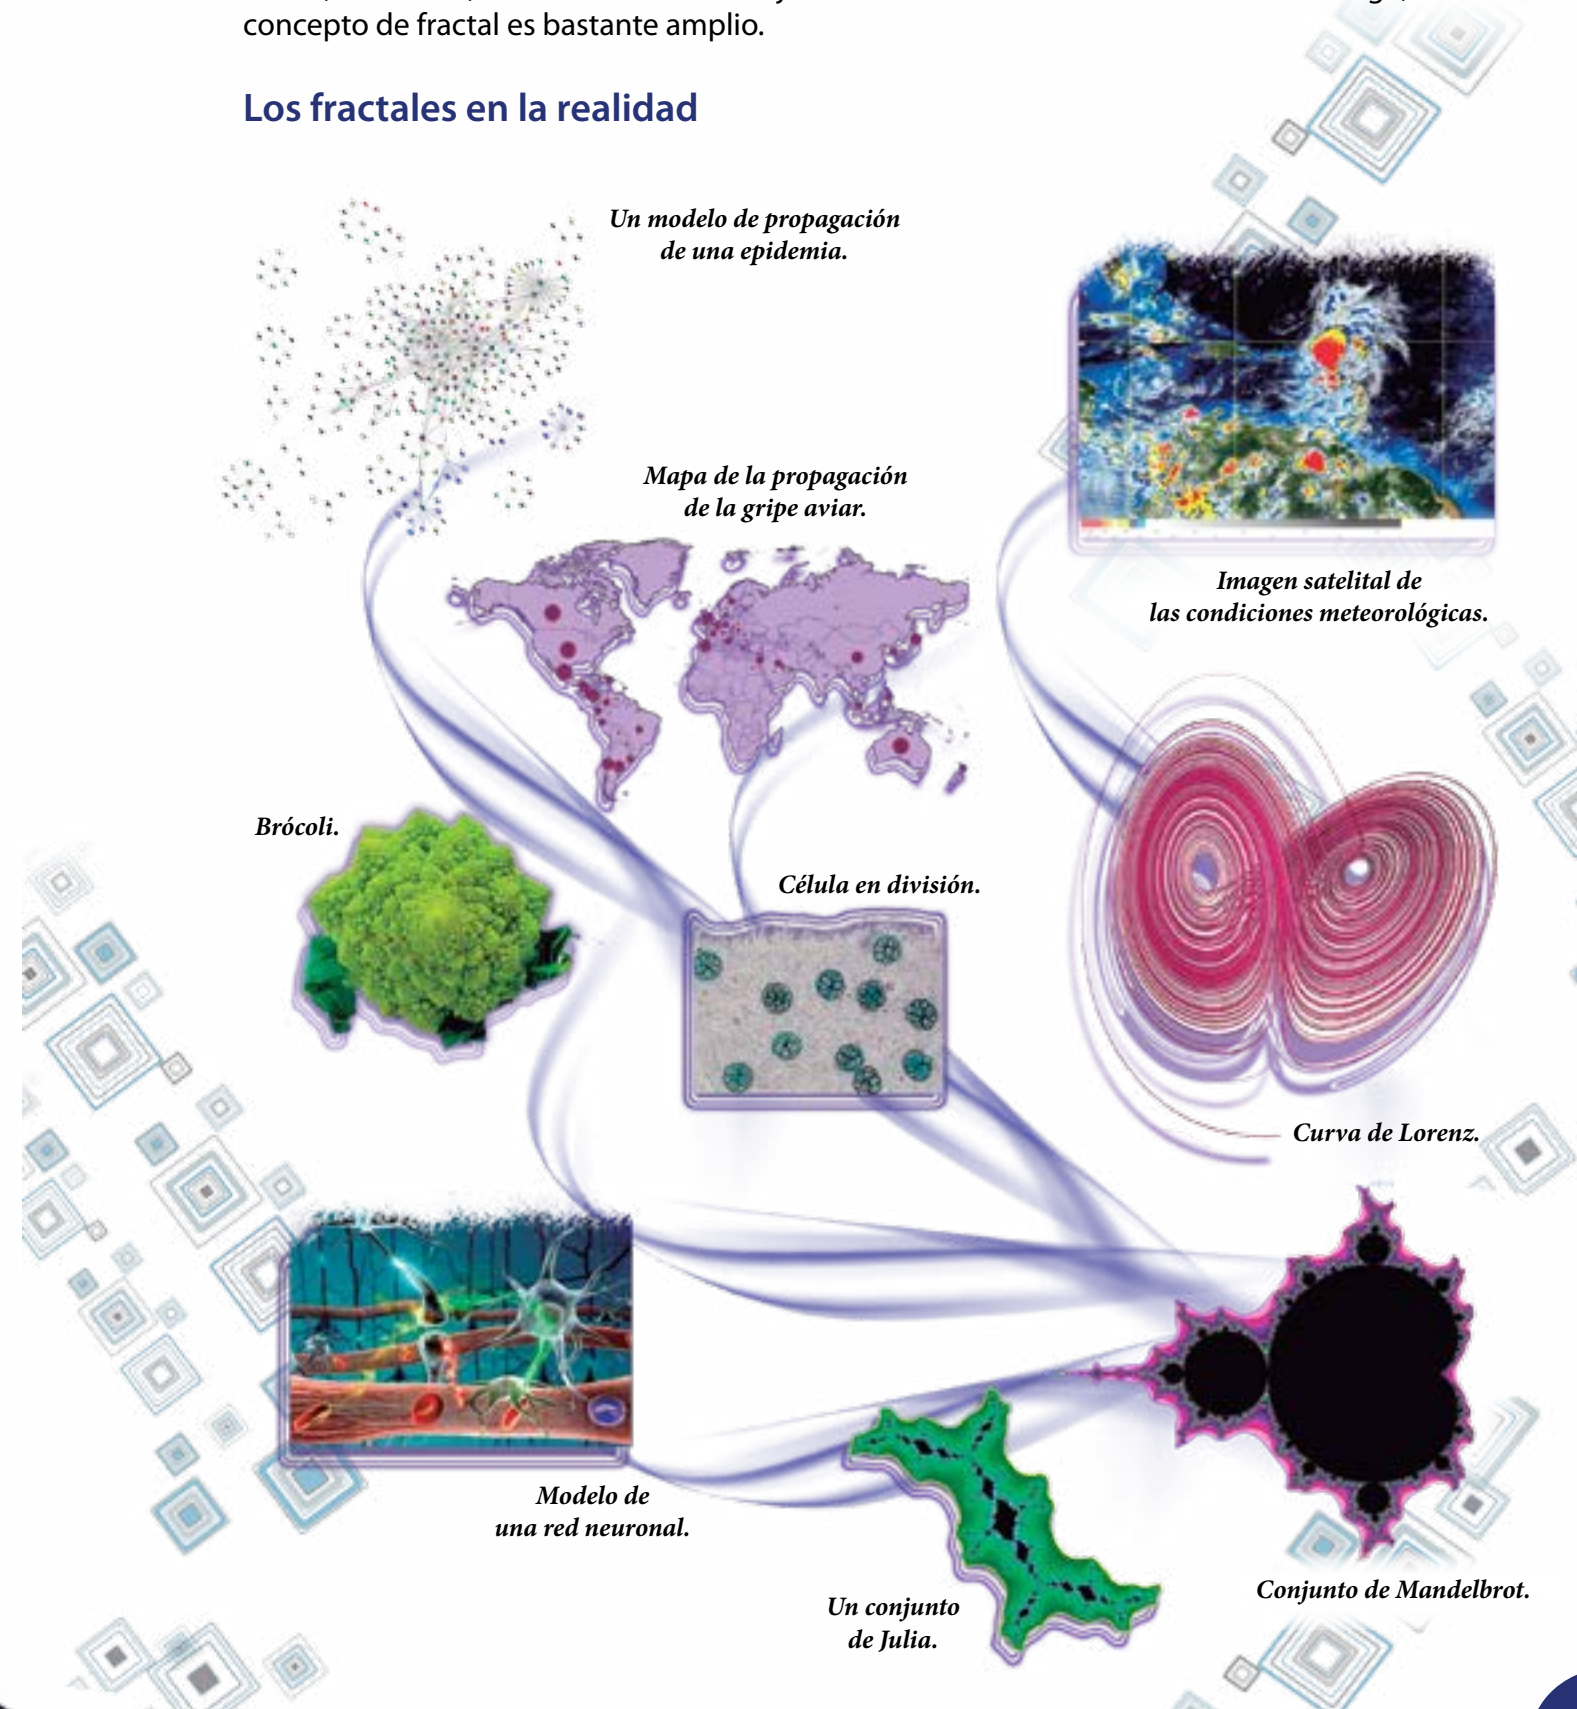 concepto de fractal es bastante amplio.
Los fractales en la realidad
Un modelo de propagación
de una epidemia.
Mapa de la propagación
de la gripe aviar.
Imagen satelital de
las condiciones meteorológicas.
Brócoli.
Célula en división.
Curva de Lorenz.
Modelo de
una red neuronal.
Un conjunto
de Julia.
Conjunto de Mandelbrot.